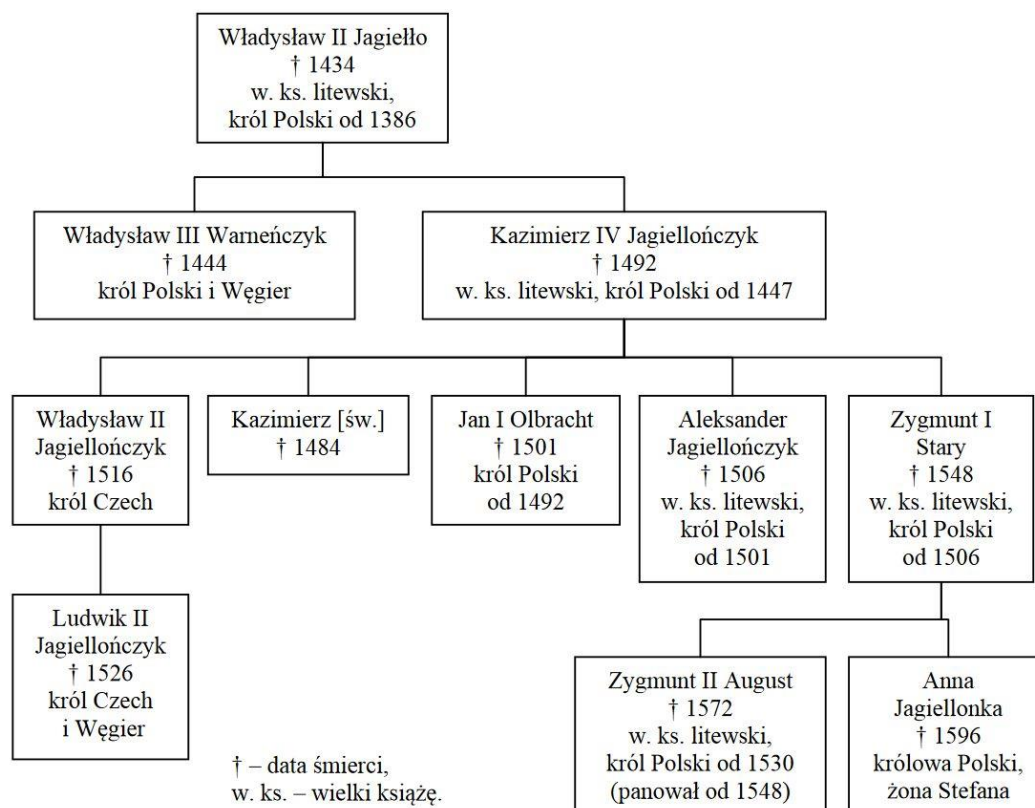 Władysław II Jagiełło
† 1434
w. ks. litewski,
król Polski od 1386
Władysław III Warneńczyk
† 1444
król Polski i Węgier
Kazimierz IV Jagiellończyk
† 1492
w. ks. litewski, król Polski od 1447
Władysław II
Jagiellończyk
† 1516
król Czech
Kazimierz [św.]
† 1484
Jan I Olbracht
† 1501
król Polski
od 1492
Aleksander
Jagiellończyk
† 1506
w. ks. litewski,
król Polski
od 1501
Zygmunt I
Stary
† 1548
w. ks. litewski,
król Polski
od 1506
Ludwik II
Jagiellończyk
† 1526
król Czech
i Węgier
Zygmunt II August
† 1572
w. ks. litewski,
król Polski od 1530
(panował od 1548)
Anna
Jagiellonka
† 1596
królowa Polski,
żona Stefana
† – data śmierci,
w. ks. – wielki książę.